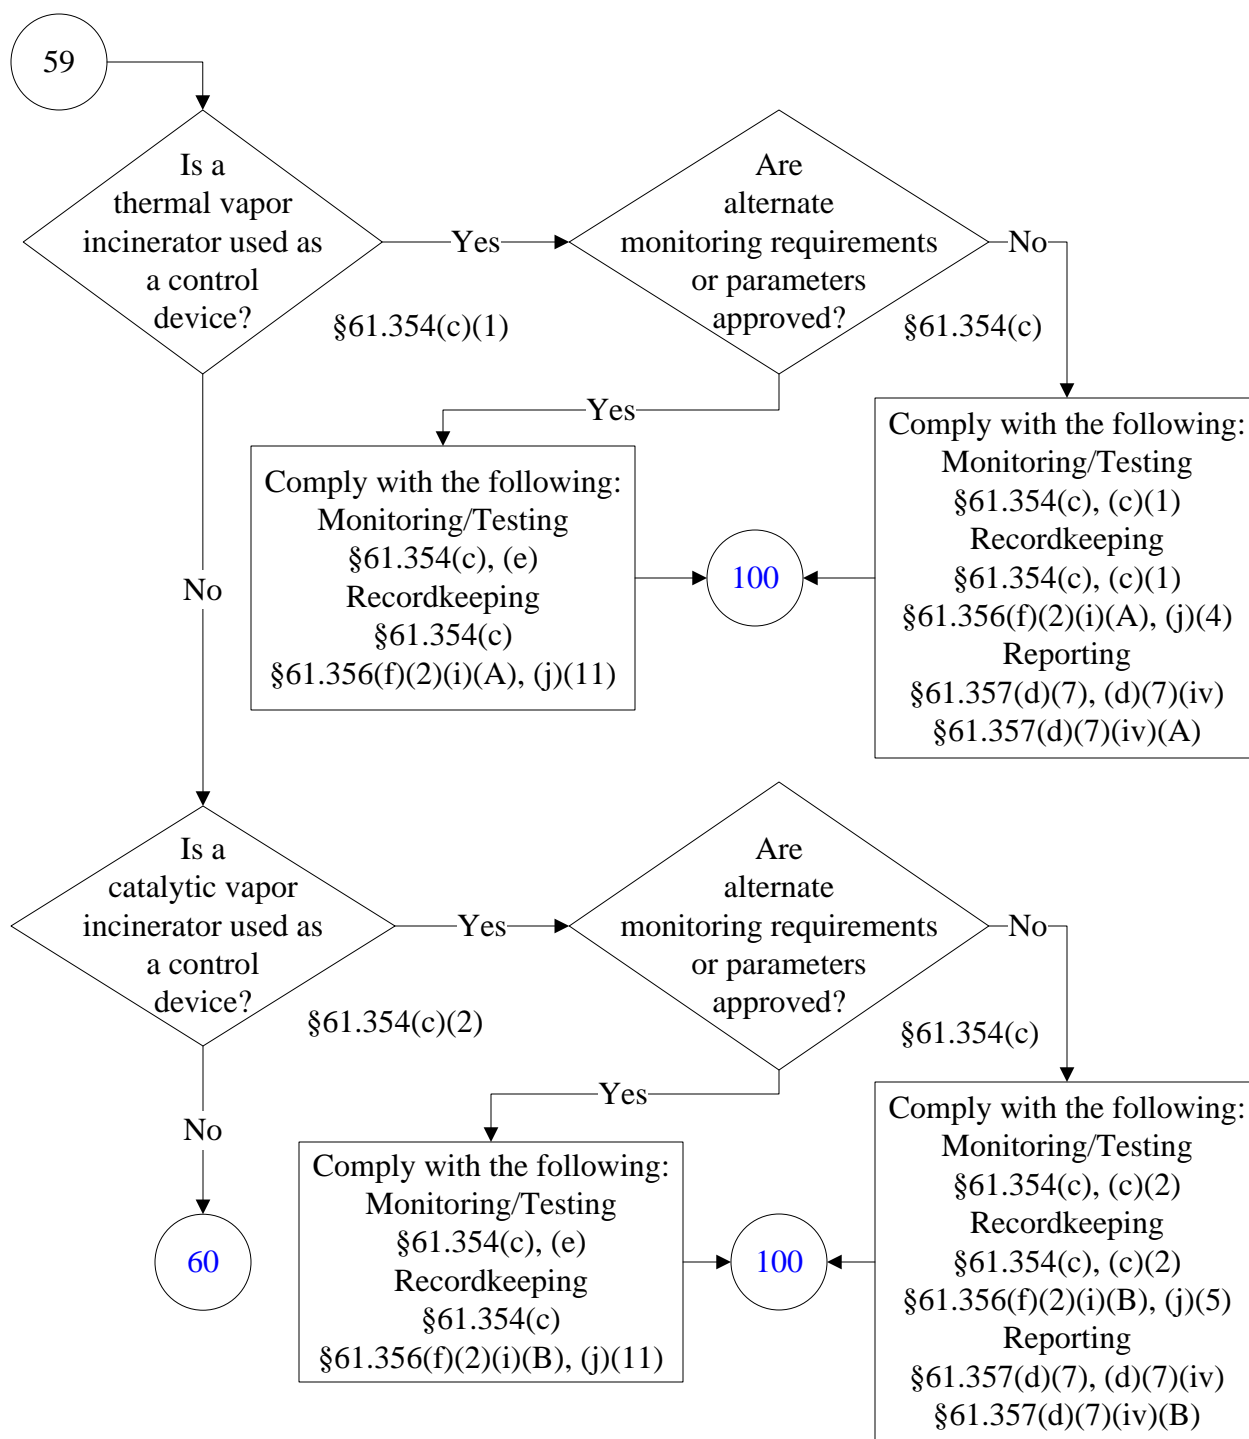 59
Is a
thermal vapor
incinerator used as
a control
device?
Yes
§61.354(c)(1)
Are
alternate
monitoring requirements
or parameters
approved?
No
§61.354(c)
Yes
Comply with the following:
Monitoring/Testing
§61.354(c), (e)
Recordkeeping
§61.354(c)
§61.356(f)(2)(i)(A), (j)(11)
100
Comply with the following:
Monitoring/Testing
§61.354(c), (c)(1)
Recordkeeping
§61.354(c), (c)(1)
§61.356(f)(2)(i)(A), (j)(4)
Reporting
§61.357(d)(7), (d)(7)(iv)
§61.357(d)(7)(iv)(A)
No
Is a
catalytic vapor
incinerator used as
a control
device?
Yes
§61.354(c)(2)
Are
alternate
monitoring requirements
or parameters
approved?
No
§61.354(c)
Yes
No
60
Comply with the following:
Monitoring/Testing
§61.354(c), (e)
Recordkeeping
§61.354(c)
§61.356(f)(2)(i)(B), (j)(11)
100
Comply with the following:
Monitoring/Testing
§61.354(c), (c)(2)
Recordkeeping
§61.354(c), (c)(2)
§61.356(f)(2)(i)(B), (j)(5)
Reporting
§61.357(d)(7), (d)(7)(iv)
§61.357(d)(7)(iv)(B)